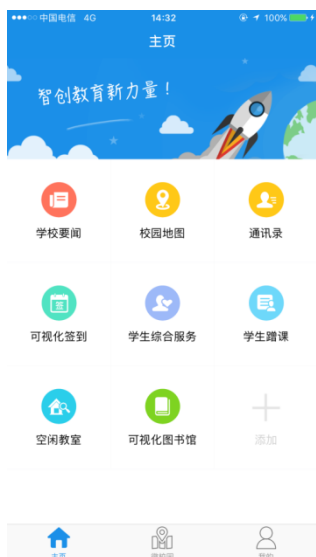 中国电信 4G 14:32 100%
主页
智创教育新力量！
学校要闻 校园地图 通讯录
可视化签到 学生综合服务 学生蹭课
空闲教室 可视化图书馆 添加
主页 我的